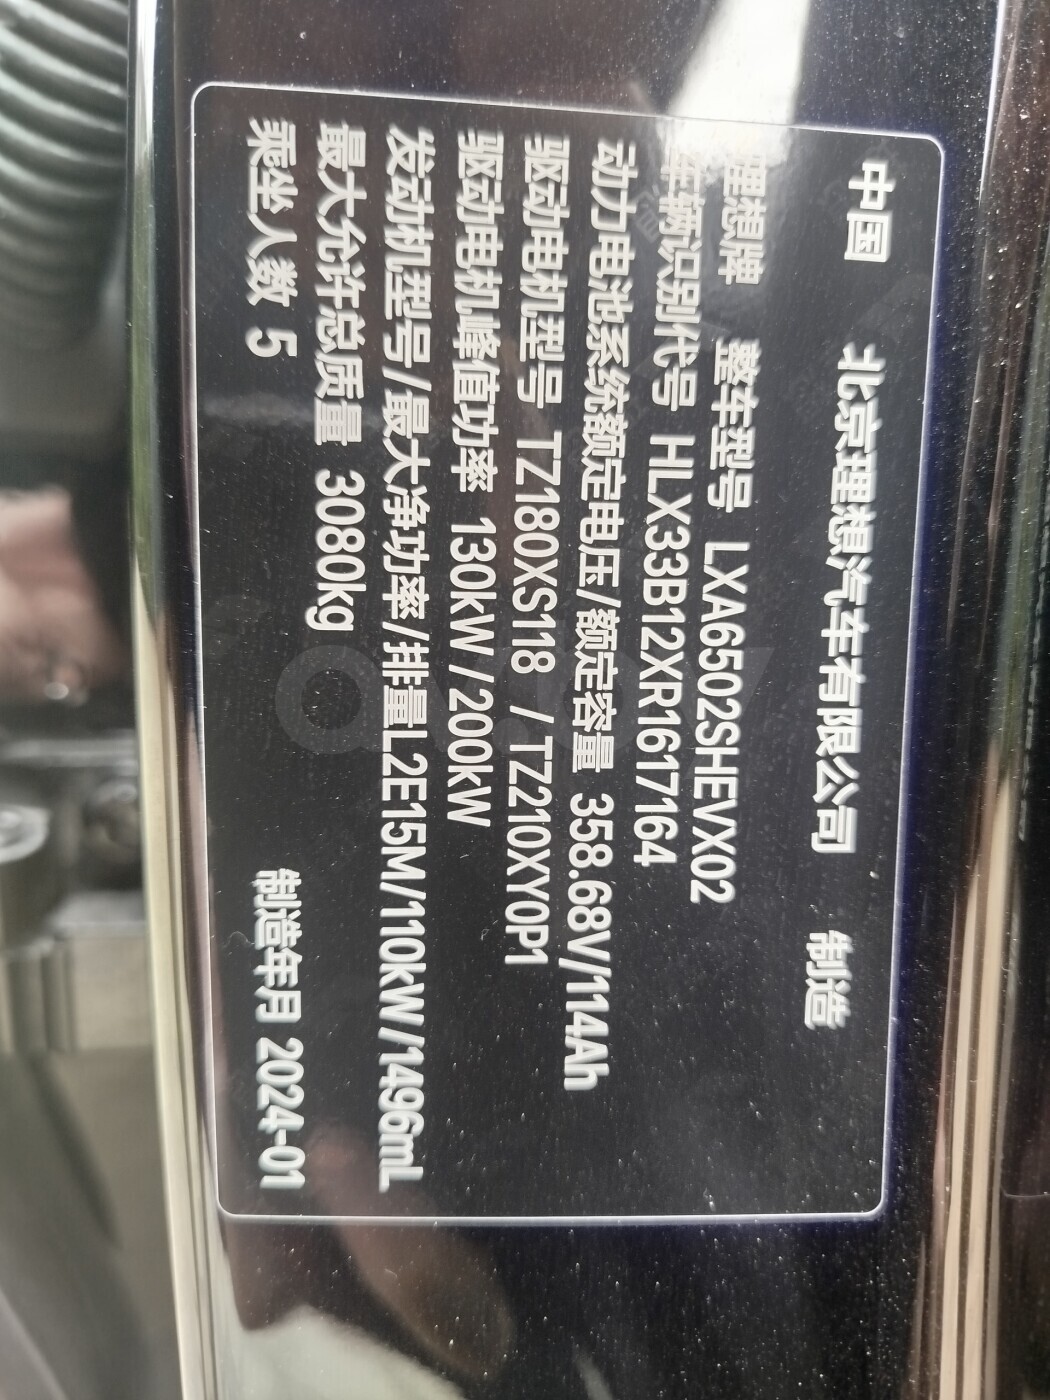 中国 北京理想汽车有限公司 制造
理想牌 整车型号 LXA6502SHEVX02
车辆识别代号 HLX33B12XR1617164
动力电池系统额定电压/额定容量 358.68V/114Ah
驱动电机型号 TZ180XS118 / TZ210XY0P1
驱动电机峰值功率 130kW / 200kW
发动机型号/最大净功率/排量L2E15M/110kW/1496mL
最大允许总质量 3080kg
乘坐人数 5 制造年月 2024-01